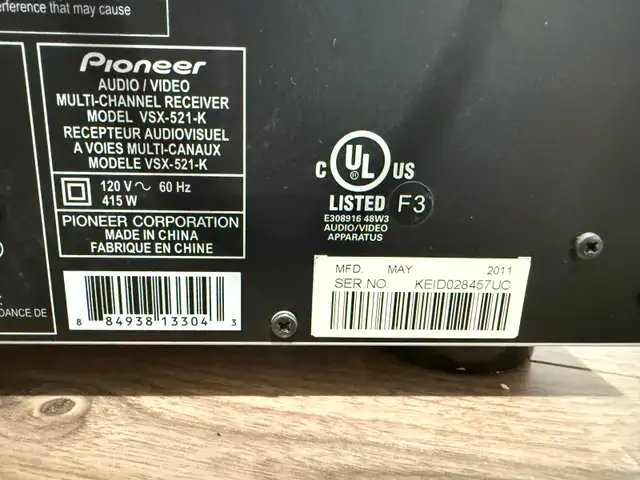 erference that may cause
Pioneer
AUDIO / VIDEO
MULTI-CHANNEL RECEIVER
MODEL VSX-521-K
RECEPTEUR AUDIOVISUEL
A VOIES MULTI-CANAUX
MODELE VSX-521-K
120 V~ 60 Hz
415 W
PIONEER CORPORATION
MADE IN CHINA
FABRIQUE EN CHINE
8 84938 13304 3
DANCE DE
C UL US
®
LISTED F3
E308916 48W3
AUDIO/VIDEO
APPARATUS
MFD. MAY 2011
SER NO. KEID028457UC